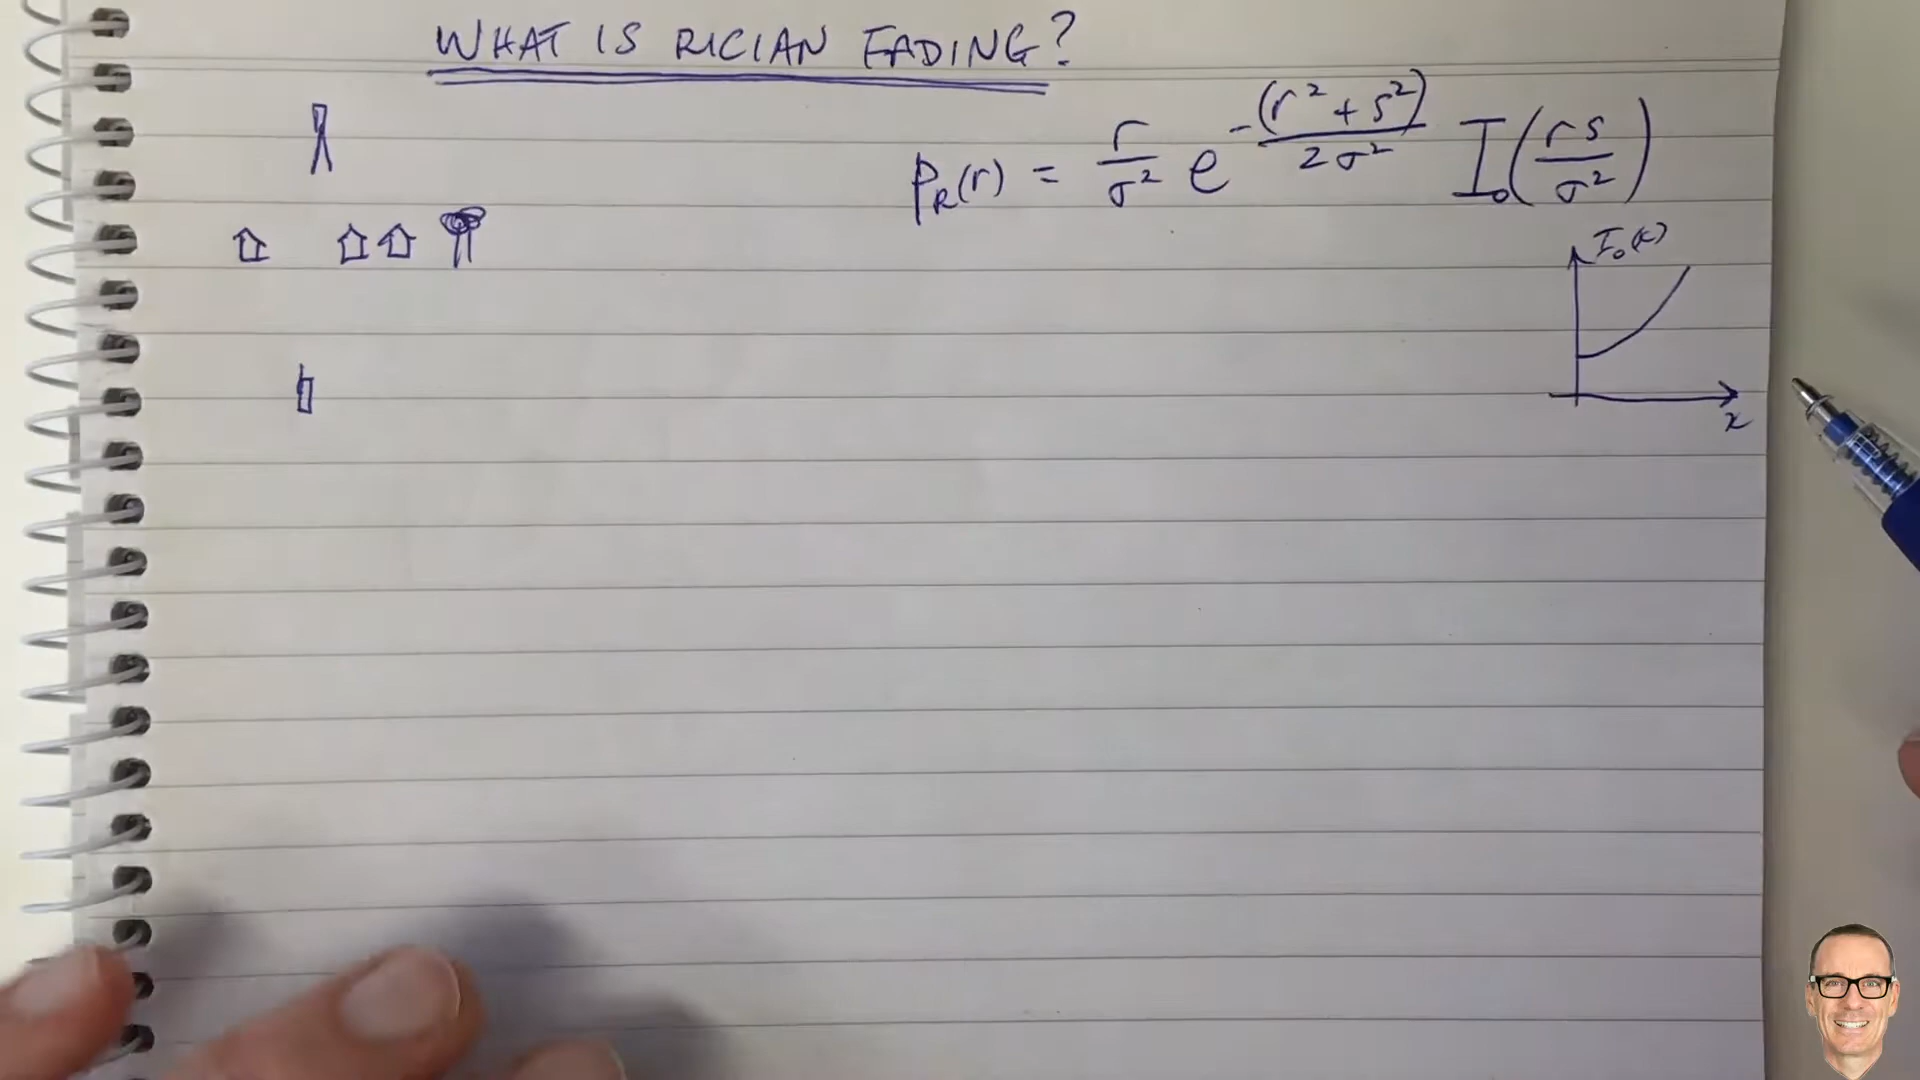 WHAT IS RICIAN FADING?
p_R(r) = r/σ² e^(-(r² + s²)/2σ²) I₀(rs/σ²)
I₀(x)
x